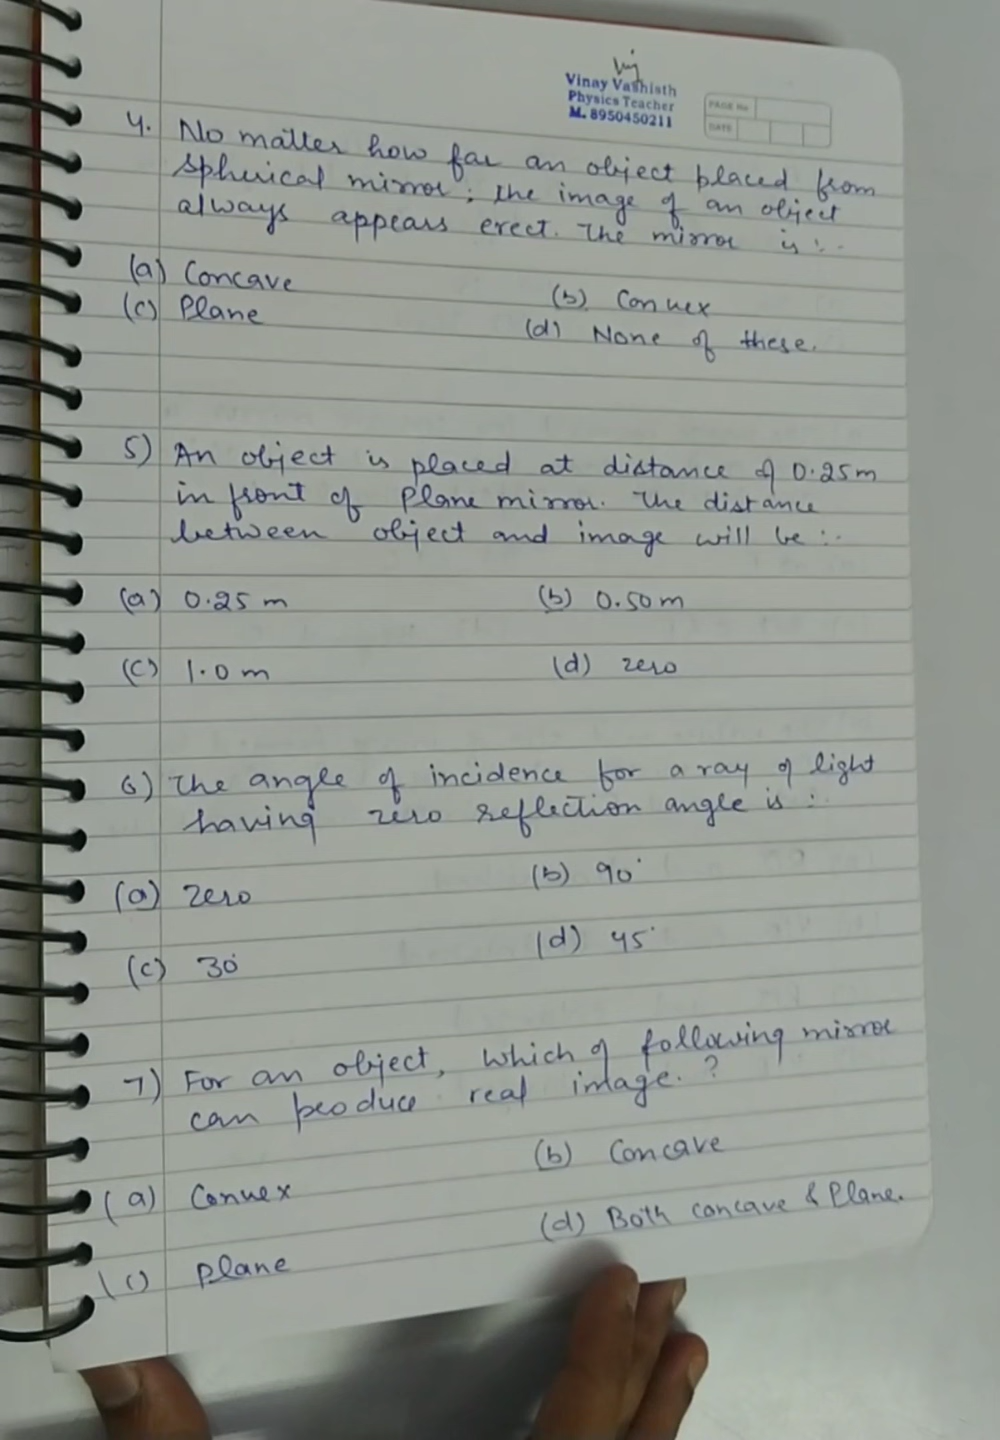 Vinay Vashisth
Physics Teacher
M. 8950450211
PAGE No
DATE
4. No matter how far an object placed from
spherical mirror; the image of an object
always appears erect. The mirror is :-
(a) Concave
(b) Convex
(c) Plane
(d) None of these.
5) An object is placed at distance of 0.25m
in front of Plane mirror. The distance
between object and image will be :-
(a) 0.25 m
(b) 0.50m
(c) 1.0 m
(d) zero
6) The angle of incidence for a ray of light
having zero reflection angle is :-
(a) Zero
(b) 90°
(c) 30°
(d) 45°
7) For an object, which of following mirror
can produce real image. ?
(a) Convex
(b) Concave
(c) Plane
(d) Both concave & Plane.